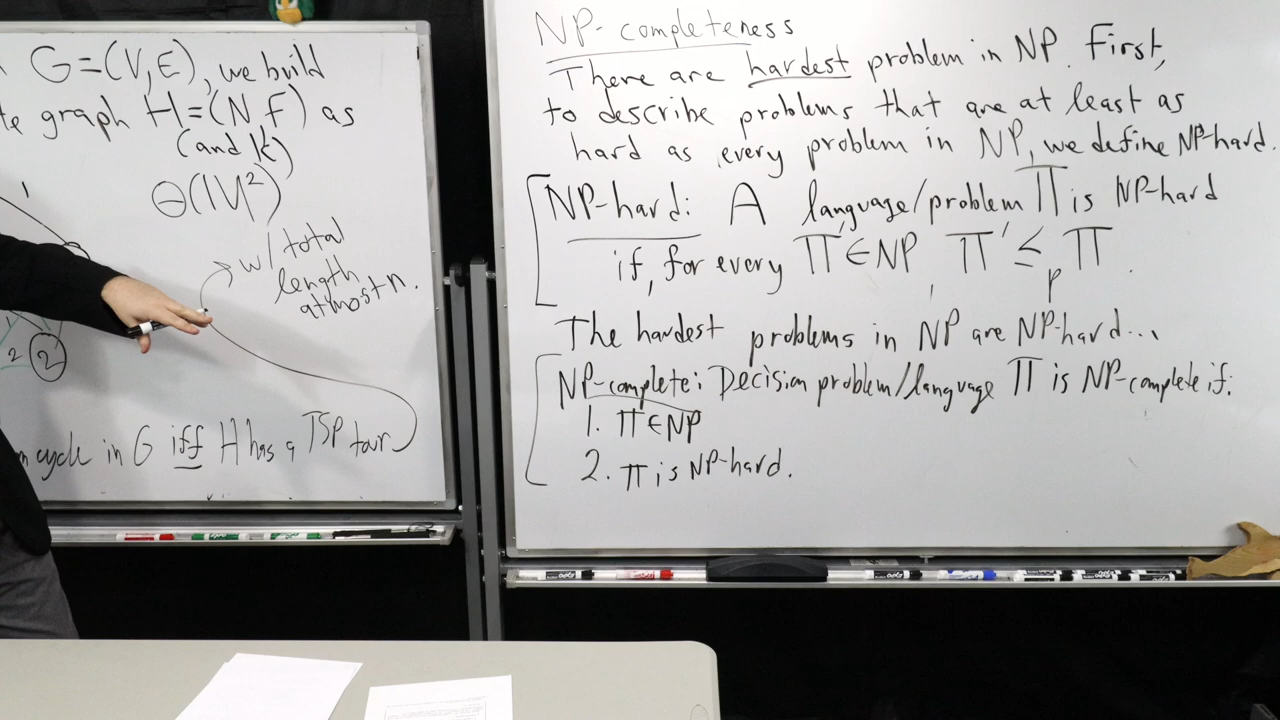 G=(V,E), we build
te graph H=(N,F) as
(and k)
Θ(|V|²)
1
w/ total
length
at most n.
2
2
cycle in G iff H has a TSP tour
NP-completeness
There are hardest problem in NP. First,
to describe problems that are at least as
hard as every problem in NP, we define NP-hard.
NP-hard: A language/problem Π is NP-hard
if, for every Π'∈NP, Π' ≤p Π.
The hardest problems in NP are NP-hard...
NP-complete: Decision problem/language Π is NP-complete if:
1. Π∈NP
2. Π is NP-hard.